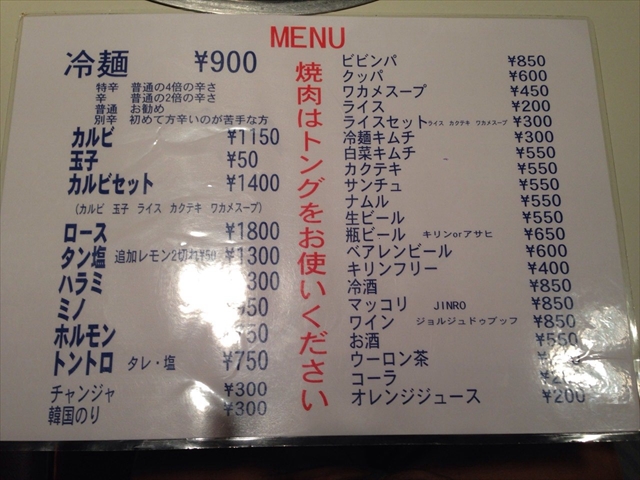 MENU
冷麺 ¥900
特辛 普通の4倍の辛さ
辛 普通の2倍の辛さ
普通 お勧め
別辛 初めて方辛いのが苦手な方
カルビ ¥1150
玉子 ¥50
カルビセット ¥1400
(カルビ 玉子 ライス カクテキ ワカメスープ)
ロース ¥1800
タン塩 追加レモン2切れ¥50 ¥1300
ハラミ
ミノ
ホルモン
トントロ タレ・塩 ¥750
チャンジャ ¥300
韓国のり ¥300
焼肉はトングをお使いください
ビビンパ ¥850
クッパ ¥600
ワカメスープ ¥450
ライス ¥200
ライスセット ライス カクテキ ワカメスープ ¥300
冷麺キムチ ¥300
白菜キムチ ¥550
カクテキ ¥550
サンチュ ¥550
ナムル ¥550
生ビール ¥550
瓶ビール キリンorアサヒ ¥650
ベアレンビール ¥600
キリンフリー ¥400
冷酒 ¥850
マッコリ JINRO ¥850
ワイン ジョルジュドゥブッフ ¥850
お酒 ¥550
ウーロン茶
コーラ
オレンジジュース ¥200